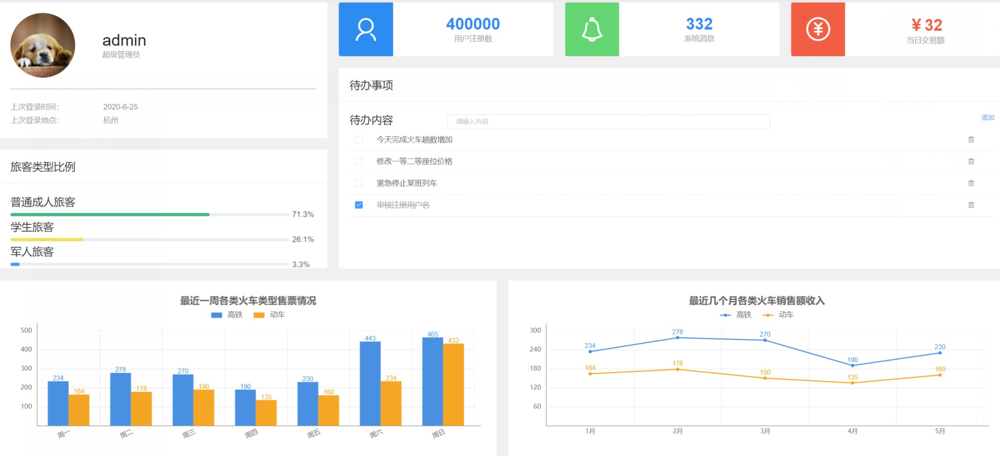 admin
超级管理员
上次登录时间：
2020-6-25
上次登录地点：
杭州
400000
用户注册数
332
系统消息
¥ 32
当日交易额
待办事项
待办内容
请输入内容
添加
今天完成火车趟数增加
修改一等二等座位价格
紧急停止某班列车
审核注册用户名
旅客类型比例
普通成人旅客
71.3%
学生旅客
26.1%
军人旅客
3.3%
最近一周各类火车类型售票情况
高铁 动车
500
400
300
200
100
234 164 278 178 270 190 190 135 230 160 443 234 465 432
周一 周二 周三 周四 周五 周六 周日
最近几个月各类火车销售额收入
高铁 动车
300
240
180
120
60
234 278 270 190 230
164 178 150 135 160
1月 2月 3月 4月 5月